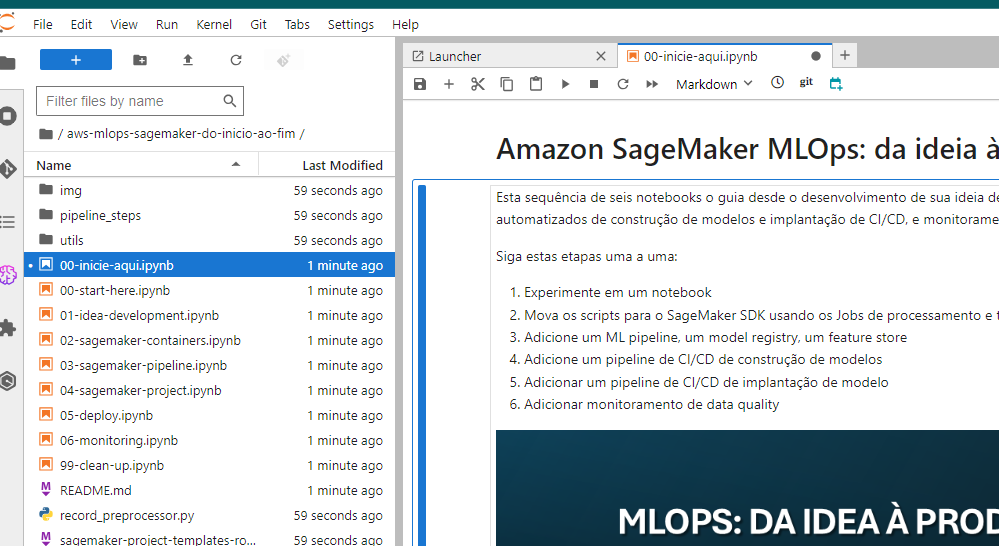 File Edit View Run Kernel Git Tabs Settings Help
Launcher
00-inicie-aqui.ipynb
Markdown
git
Filter files by name
/ aws-mlops-sagemaker-do-inicio-ao-fim /
Name Last Modified
img 59 seconds ago
pipeline_steps 59 seconds ago
utils 59 seconds ago
00-inicie-aqui.ipynb 1 minute ago
00-start-here.ipynb 1 minute ago
01-idea-development.ipynb 1 minute ago
02-sagemaker-containers.ipynb 1 minute ago
03-sagemaker-pipeline.ipynb 1 minute ago
04-sagemaker-project.ipynb 1 minute ago
05-deploy.ipynb 1 minute ago
06-monitoring.ipynb 1 minute ago
99-clean-up.ipynb 1 minute ago
README.md 1 minute ago
record_preprocessor.py 59 seconds ago
sagemaker-project-templates-ro... 59 seconds ago
Amazon SageMaker MLOps: da ideia à
Esta sequência de seis notebooks o guia desde o desenvolvimento de sua ideia de
automatizados de construção de modelos e implantação de CI/CD, e monitorame
Siga estas etapas uma a uma:
1. Experimente em um notebook
2. Mova os scripts para o SageMaker SDK usando os Jobs de processamento e t
3. Adicione um ML pipeline, um model registry, um feature store
4. Adicione um pipeline de CI/CD de construção de modelos
5. Adicionar um pipeline de CI/CD de implantação de modelo
6. Adicionar monitoramento de data quality
MLOPS: DA IDEIA À PROD